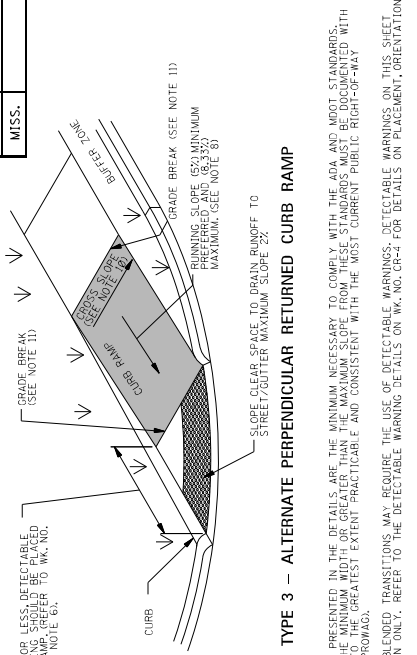 MISS.
BUFFER ZONE
GRADE BREAK (SEE NOTE 11)
RUNNING SLOPE (5%) MINIMUM
PREFERRED AND (8.33%)
MAXIMUM. (SEE NOTE 8)
CROSS SLOPE
(SEE NOTE 10)
CURB RAMP
GRADE BREAK
(SEE NOTE 11)
SLOPE CLEAR SPACE TO DRAIN RUNOFF TO
STREET/GUTTER MAXIMUM SLOPE 2%
OR LESS, DETECTABLE
ING SHOULD BE PLACED
AMP. (REFER TO WK. NO.
NOTE 6).
CURB
TYPE 3 – ALTERNATE PERPENDICULAR RETURNED CURB RAMP
PRESENTED IN THE DETAILS ARE THE MINIMUM NECESSARY TO COMPLY WITH THE ADA AND MDOT STANDARDS.
HE MINIMUM WIDTH OR GREATER THAN THE MAXIMUM SLOPE FROM THESE STANDARDS MUST BE DOCUMENTED WITH
TO THE GREATEST EXTENT PRACTICABLE AND CONSISTENT WITH THE MOST CURRENT PUBLIC RIGHT-OF-WAY
PROWAG).
BLENDED TRANSITIONS MAY REQUIRE THE USE OF DETECTABLE WARNINGS. DETECTABLE WARNINGS ON THIS SHEET
N ONLY. REFER TO THE DETECTABLE WARNING DETAILS ON WK. NO. CR-4 FOR DETAILS ON PLACEMENT, ORIENTATION